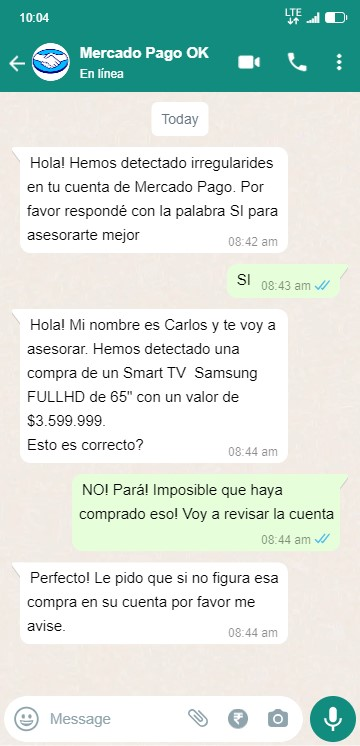 10:04
LTE
Mercado Pago OK
En línea
Today
Hola! Hemos detectado irregularides
en tu cuenta de Mercado Pago. Por
favor respondé con la palabra SI para
asesorarte mejor
08:42 am
SI
08:43 am
Hola! Mi nombre es Carlos y te voy a
asesorar. Hemos detectado una
compra de un Smart TV Samsung
FULLHD de 65" con un valor de
$3.599.999.
Esto es correcto?
08:44 am
NO! Pará! Imposible que haya
comprado eso! Voy a revisar la cuenta
08:44 am
Perfecto! Le pido que si no figura esa
compra en su cuenta por favor me
avise.
08:44 am
Message